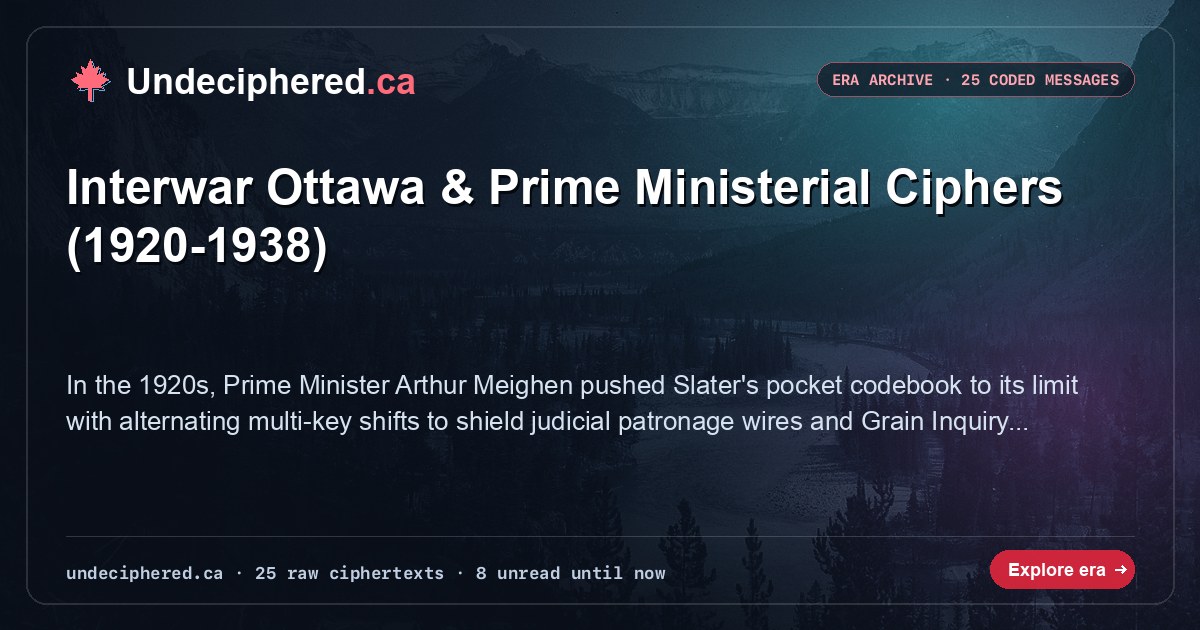 Undeciphered.ca
ERA ARCHIVE · 25 CODED MESSAGES
Interwar Ottawa & Prime Ministerial Ciphers
(1920-1938)
In the 1920s, Prime Minister Arthur Meighen pushed Slater's pocket codebook to its limit
with alternating multi-key shifts to shield judicial patronage wires and Grain Inquiry...
undeciphered.ca · 25 raw ciphertexts · 8 unread until now
Explore era →